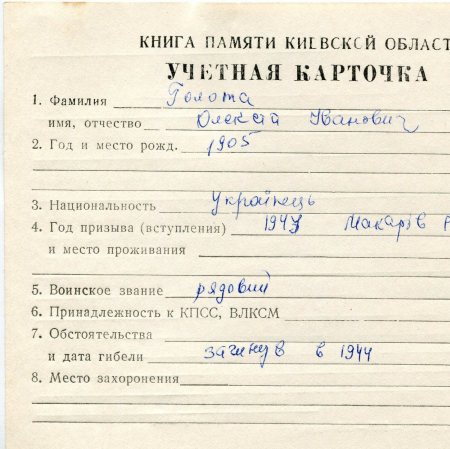 КНИГА ПАМЯТИ КИЕВСКОЙ ОБЛАСТ
УЧЕТНАЯ КАРТОЧКА
1. Фамилия Голота
имя, отчество Олексій Іванович
2. Год и место рожд. 1905
3. Национальность Українець
4. Год призыва (вступления) 1943 Макарів
и место проживания
5. Воинское звание рядовий
6. Принадлежность к КПСС, ВЛКСМ
7. Обстоятельства
и дата гибели загинув в 1944
8. Место захоронения